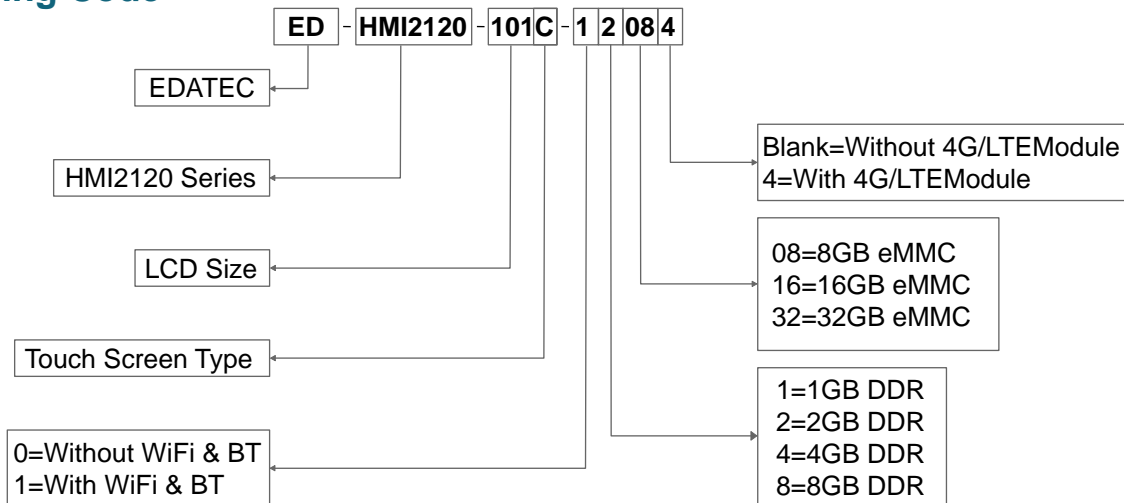 Code
ED - HMI2120 - 101C - 1 2 08 4
EDATEC
HMI2120 Series
LCD Size
Touch Screen Type
0=Without WiFi & BT
1=With WiFi & BT
Blank=Without 4G/LTEModule
4=With 4G/LTEModule
08=8GB eMMC
16=16GB eMMC
32=32GB eMMC
1=1GB DDR
2=2GB DDR
4=4GB DDR
8=8GB DDR